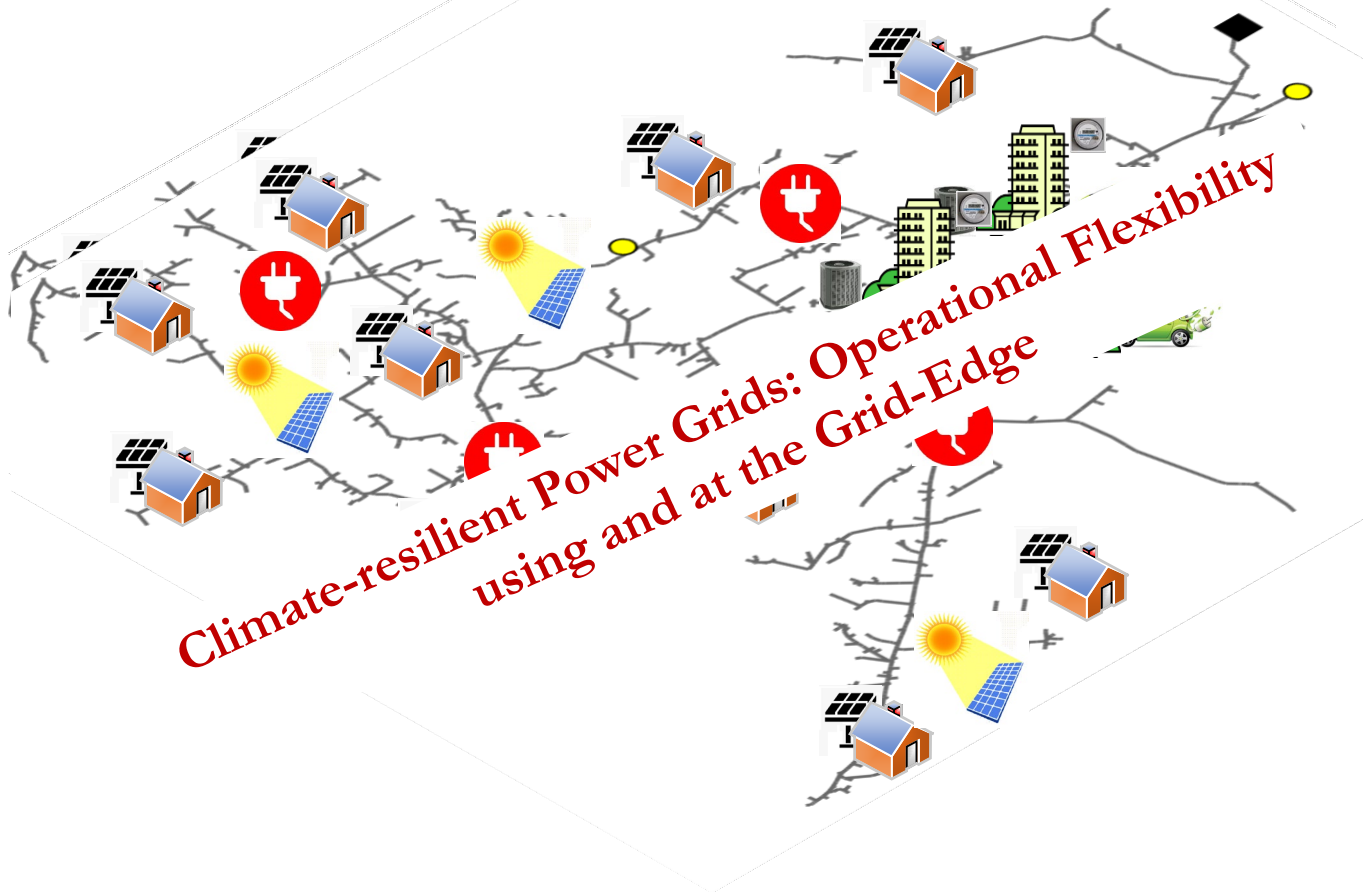 Climate-resilient Power Grids: Operational Flexibility
using and at the Grid-Edge